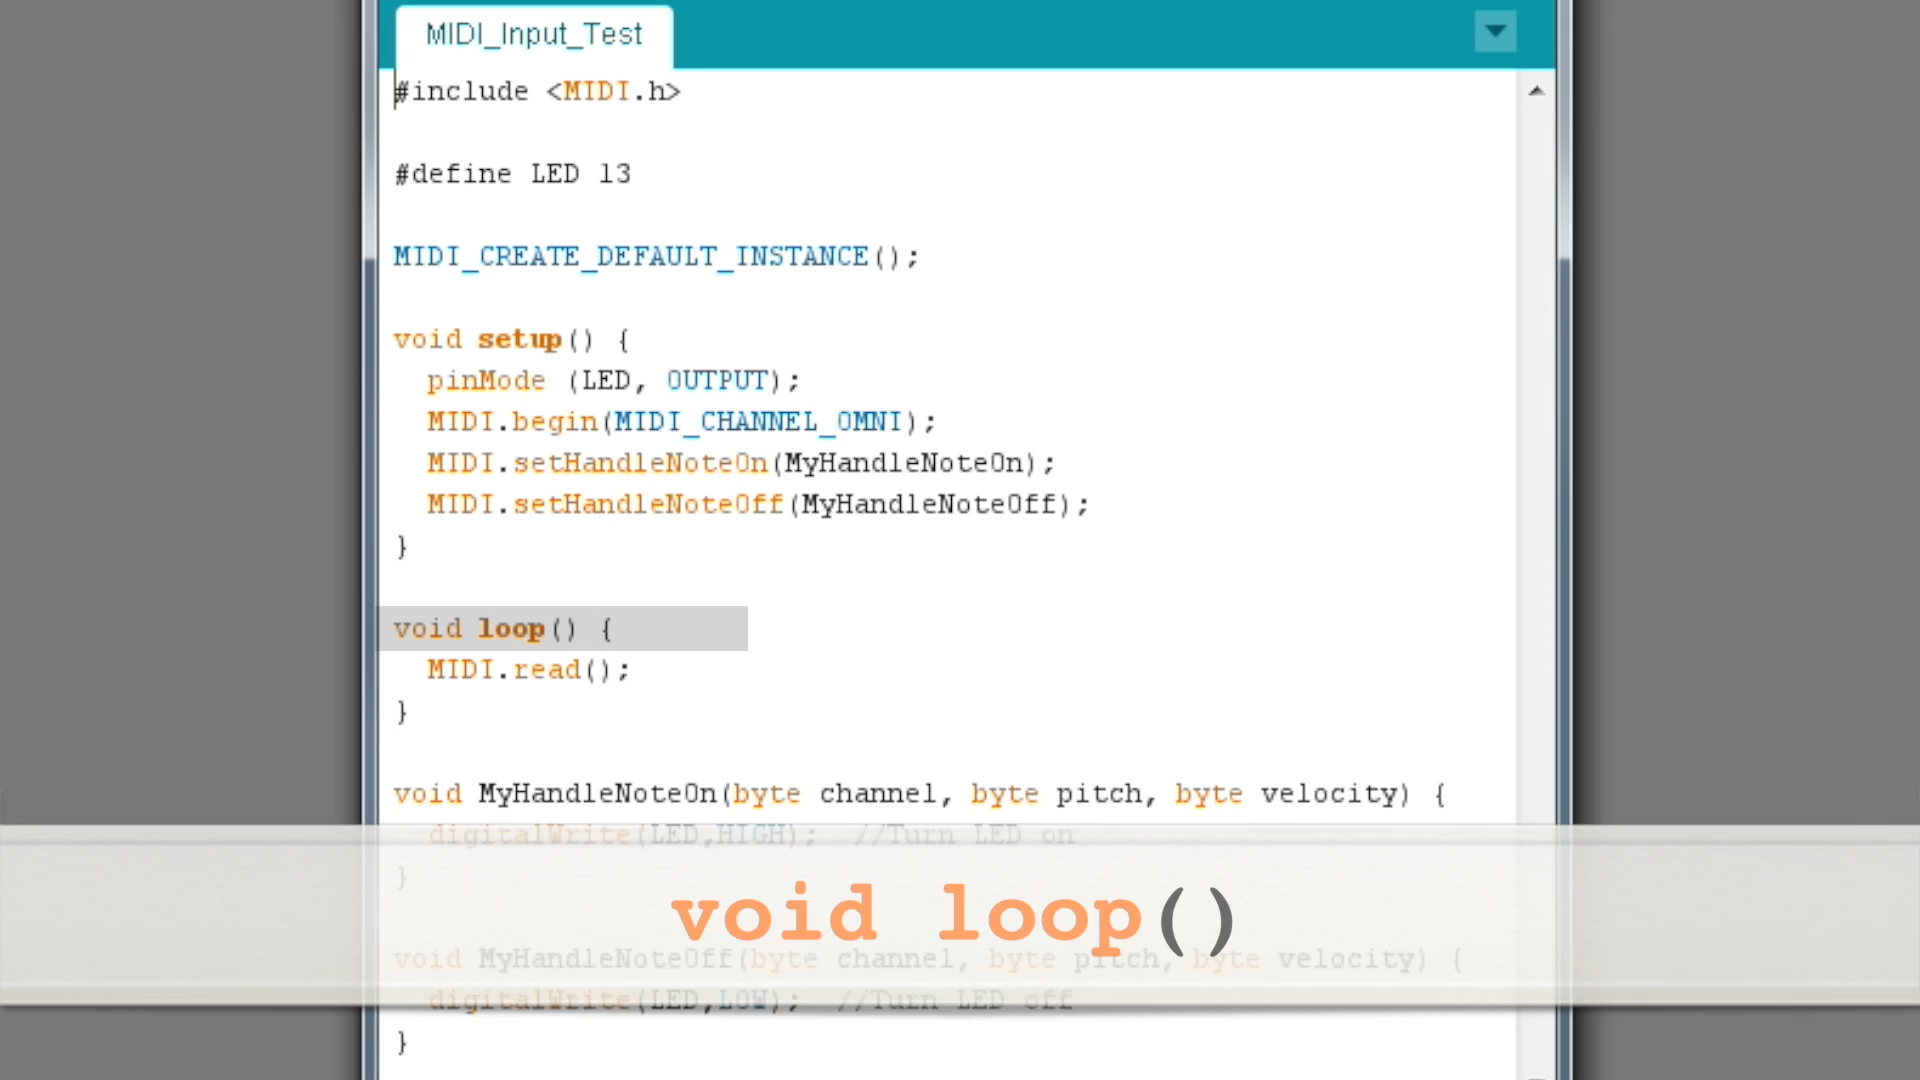 MIDI_Input_Test
#include <MIDI.h>
#define LED 13
MIDI_CREATE_DEFAULT_INSTANCE();
void setup() {
pinMode (LED, OUTPUT);
MIDI.begin(MIDI_CHANNEL_OMNI);
MIDI.setHandleNoteOn(MyHandleNoteOn);
MIDI.setHandleNoteOff(MyHandleNoteOff);
}
void loop() {
MIDI.read();
}
void MyHandleNoteOn(byte channel, byte pitch, byte velocity) {
digitalWrite(LED,HIGH);  //Turn LED on
}
void loop()
void MyHandleNoteOff(byte channel, byte pitch, byte velocity) {
digitalWrite(LED,LOW);  //Turn LED off
}